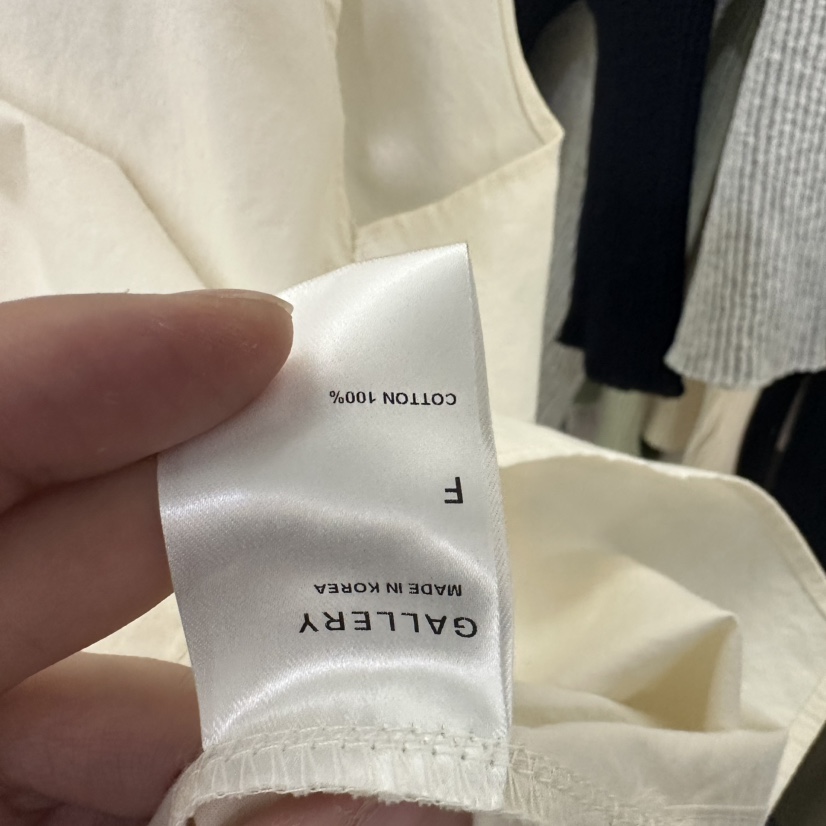 GALLERY
MADE IN KOREA
F
COTTON 100%